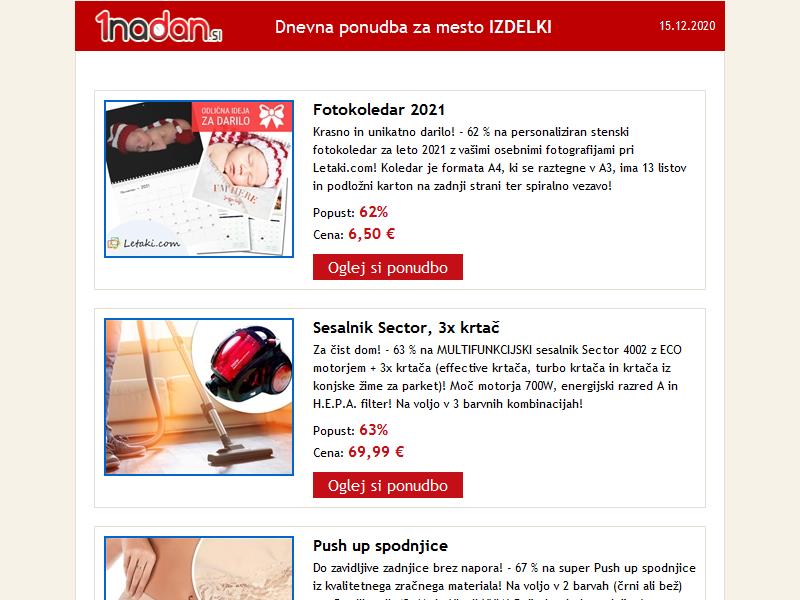 1nadan.si
Dnevna ponudba za mesto IZDELKI
15.12.2020
ODLIČNA IDEJA
ZA DARILO
I'M HERE
Letaki.com
Fotokoledar 2021
Krasno in unikatno darilo! - 62 % na personaliziran stenski
fotokoledar za leto 2021 z vašimi osebnimi fotografijami pri
Letaki.com! Koledar je formata A4, ki se raztegne v A3, ima 13 listov
in podložni karton na zadnji strani ter spiralno vezavo!
Popust: 62%
Cena: 6,50 €
Oglej si ponudbo
Sesalnik Sector, 3x krtač
Za čist dom! - 63 % na MULTIFUNKCIJSKI sesalnik Sector 4002 z ECO
motorjem + 3x krtača (effective krtača, turbo krtača in krtača iz
konjske žime za parket)! Moč motorja 700W, energijski razred A in
H.E.P.A. filter! Na voljo v 3 barvnih kombinacijah!
Popust: 63%
Cena: 69,99 €
Oglej si ponudbo
Push up spodnjice
Do zavidljive zadnjice brez napora! - 67 % na super Push up spodnjice
iz kvalitetnega zračnega materiala! Na voljo v 2 barvah (črni ali bež)